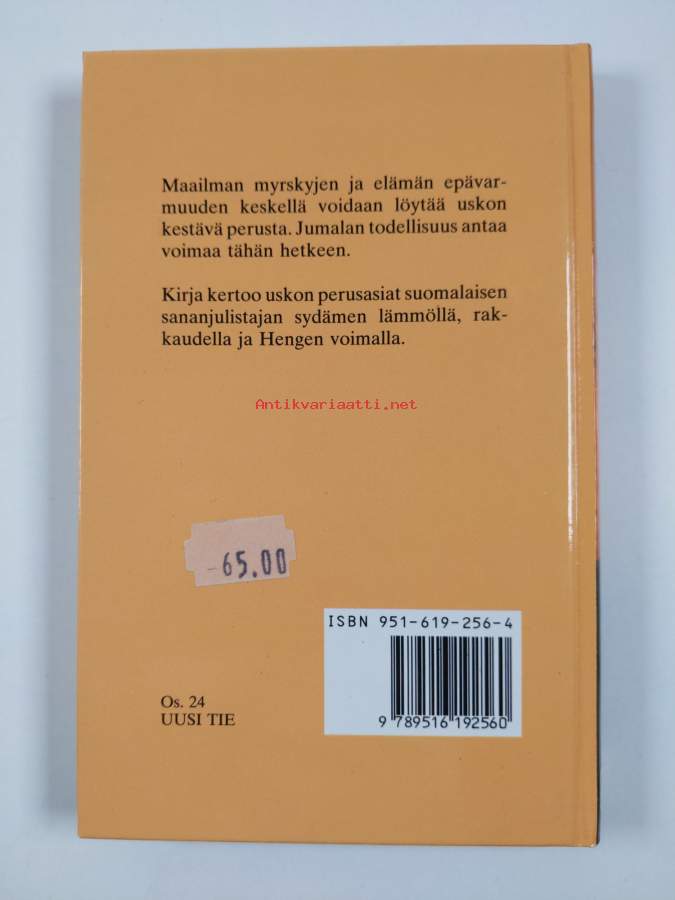 Maailman myrskyjen ja elämän epävar-
muuden keskellä voidaan löytää uskon
kestävä perusta. Jumalan todellisuus antaa
voimaa tähän hetkeen.
Kirja kertoo uskon perusasiat suomalaisen
sananjulistajan sydämen lämmöllä, rak-
kaudella ja Hengen voimalla.
Antikvariaatti.net
-65.00
ISBN 951-619-256-4
9 789516 192560
Os. 24
UUSI TIE